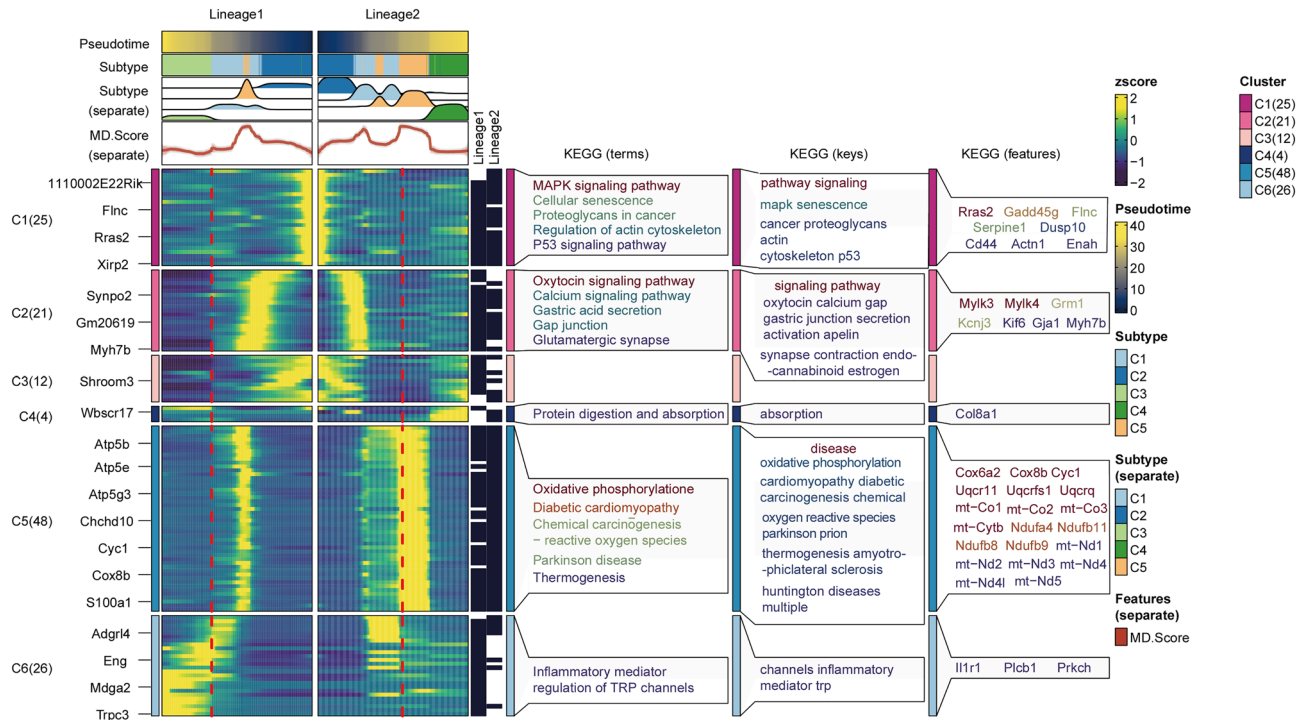 Lineage1
Lineage2
Pseudotime
Subtype
Subtype
(separate)
MD.Score
(separate)
Lineage1
Lineage2
KEGG (terms)
KEGG (keys)
KEGG (features)
C1(25)
1110002E22Rik
Flnc
Rras2
Xirp2
MAPK signaling pathway
Cellular senescence
Proteoglycans in cancer
Regulation of actin cytoskeleton
P53 signaling pathway
pathway signaling
mapk senescence
cancer proteoglycans
actin
cytoskeleton p53
Rras2 Gadd45g Flnc
Serpine1 Dusp10
Cd44 Actn1 Enah
C2(21)
Synpo2
Gm20619
Myh7b
Oxytocin signaling pathway
Calcium signaling pathway
Gastric acid secretion
Gap junction
Glutamatergic synapse
signaling pathway
oxytocin calcium gap
gastric junction secretion
activation apelin
synapse contraction endo-
-cannabinoid estrogen
Mylk3 Mylk4 Grm1
Kcnj3 Kif6 Gja1 Myh7b
C3(12)
Shroom3
C4(4)
Wbscr17
Protein digestion and absorption
absorption
Col8a1
C5(48)
Atp5b
Atp5e
Atp5g3
Chchd10
Cyc1
Cox8b
S100a1
Oxidative phosphorylatione
Diabetic cardiomyopathy
Chemical carcinogenesis
− reactive oxygen species
Parkinson disease
Thermogenesis
disease
oxidative phosphorylation
cardiomyopathy diabetic
carcinogenesis chemical
oxygen reactive species
parkinson prion
thermogenesis amyotro-
-phiclateral sclerosis
huntington diseases
multiple
Cox6a2 Cox8b Cyc1
Uqcr11 Uqcrfs1 Uqcrq
mt−Co1 mt−Co2 mt−Co3
mt−Cytb Ndufa4 Ndufb11
Ndufb8 Ndufb9 mt−Nd1
mt−Nd2 mt−Nd3 mt−Nd4
mt−Nd4l mt−Nd5
C6(26)
Adgrl4
Eng
Mdga2
Trpc3
Inflammatory mediator
regulation of TRP channels
channels inflammatory
mediator trp
Il1r1 Plcb1 Prkch
zscore
2
1
0
−1
−2
Pseudotime
40
30
20
10
0
Subtype
C1
C2
C3
C4
C5
Subtype
(separate)
C1
C2
C3
C4
C5
Features
(separate)
MD.Score
Cluster
C1(25)
C2(21)
C3(12)
C4(4)
C5(48)
C6(26)